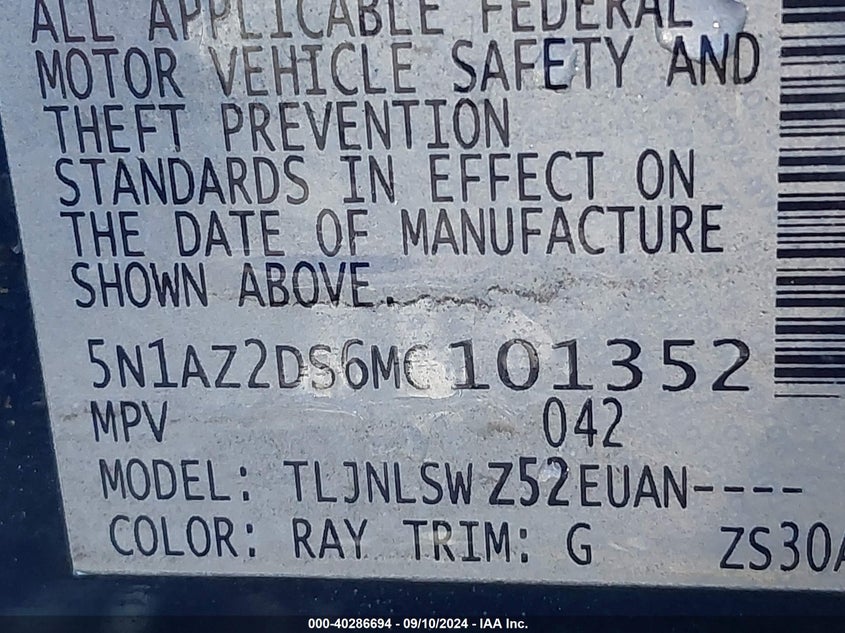 ALL APPLICABLE FEDERAL
MOTOR VEHICLE SAFETY AND
THEFT PREVENTION
STANDARDS IN EFFECT ON
THE DATE OF MANUFACTURE
SHOWN ABOVE.
5N1AZ2DS6MC101352
MPV 042
MODEL: TLJNLSWZ52EUAN----
COLOR: RAY TRIM: G ZS30A
000-40286694 - 09/10/2024 - IAA Inc.